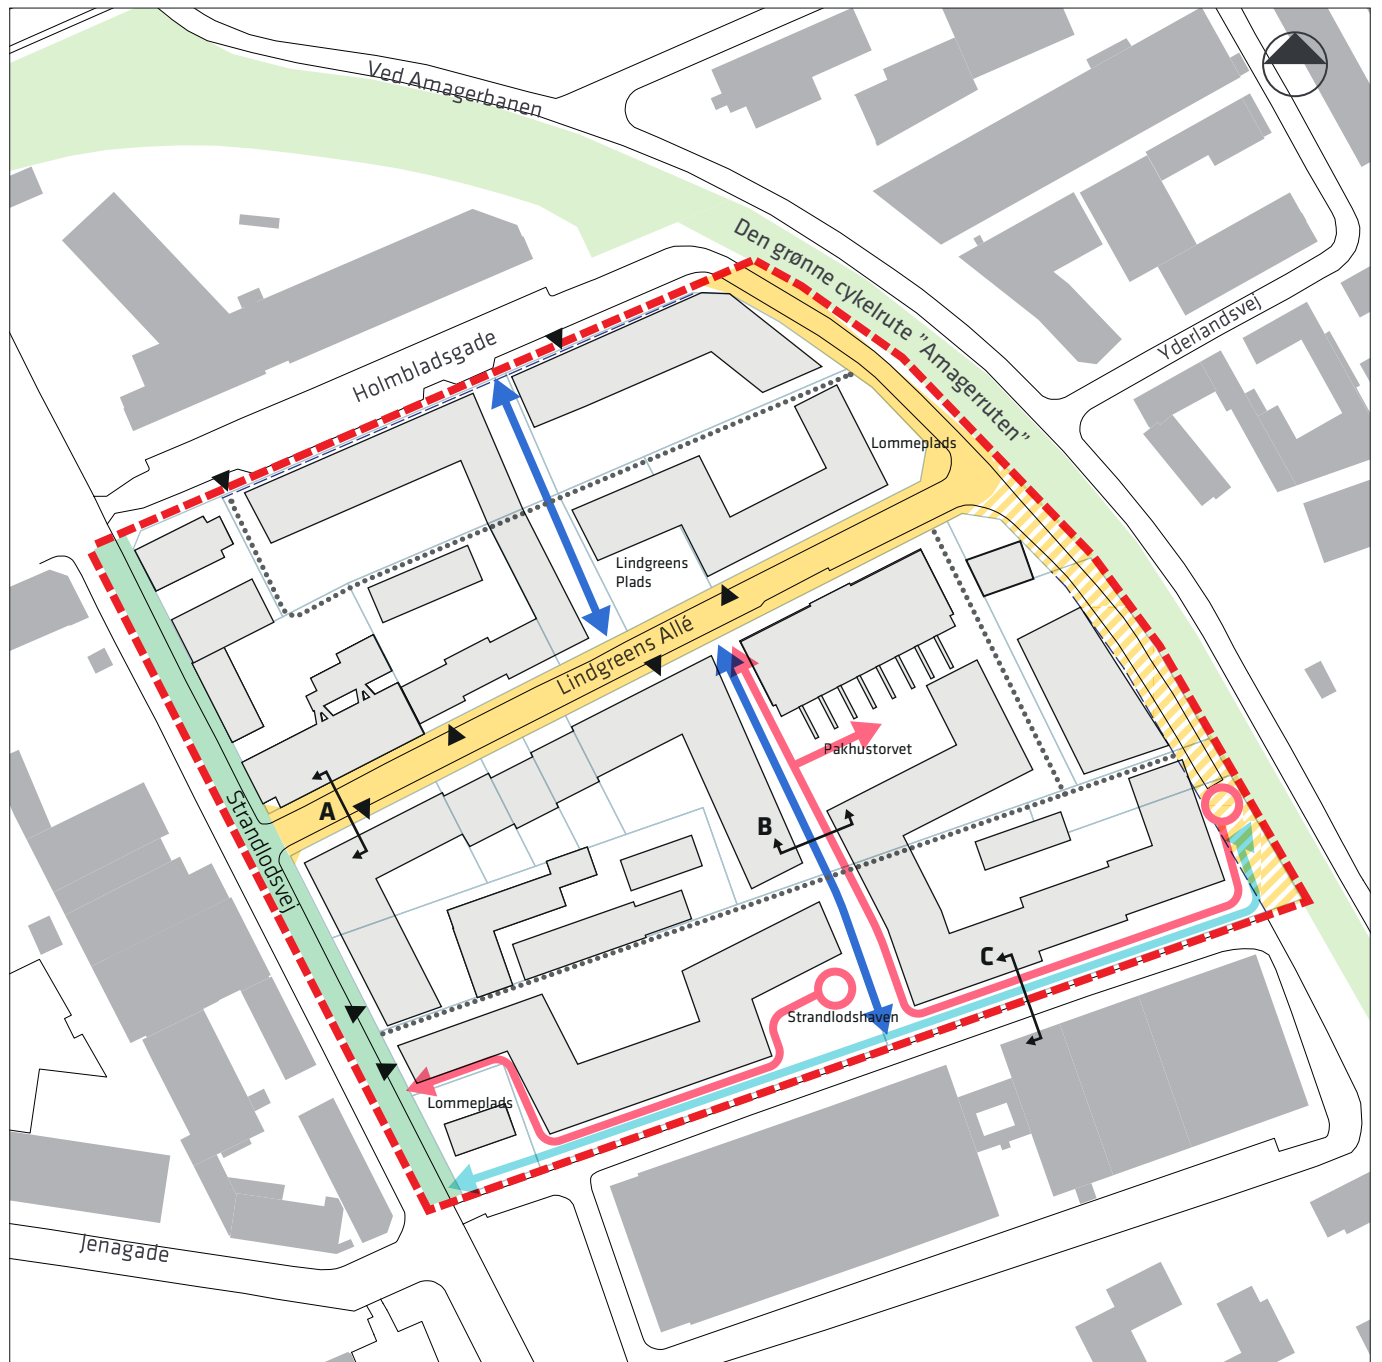 Ved Amagerbanen
Den grønne cykelrute "Amagerruten"
Yderlandsvej
Holmbladsgade
Lommeplads
Lindgreens
Plads
Lindgreens Allé
Pakhustorvet
A
Strandlodsvej
B
C
Strandlodshaven
Lommeplads
Jenagade